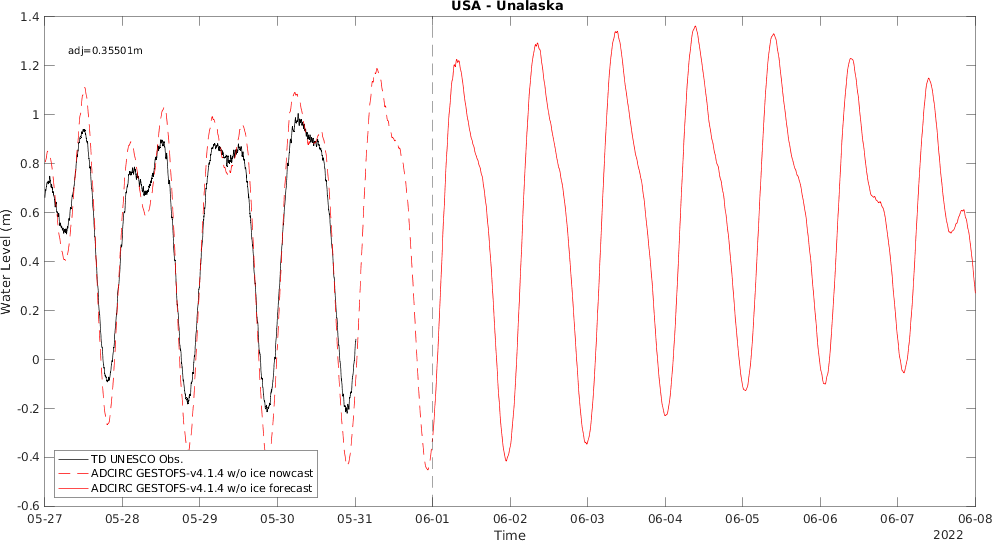 USA - Unalaska
adj=0.35501m
1.4
1.2
1
0.8
0.6
0.4
0.2
0
-0.2
-0.4
-0.6
Water Level (m)
TD UNESCO Obs.
ADCIRC GESTOFS-v4.1.4 w/o ice nowcast
ADCIRC GESTOFS-v4.1.4 w/o ice forecast
05-27 05-28 05-29 05-30 05-31 06-01 06-02 06-03 06-04 06-05 06-06 06-07 06-08
Time
2022